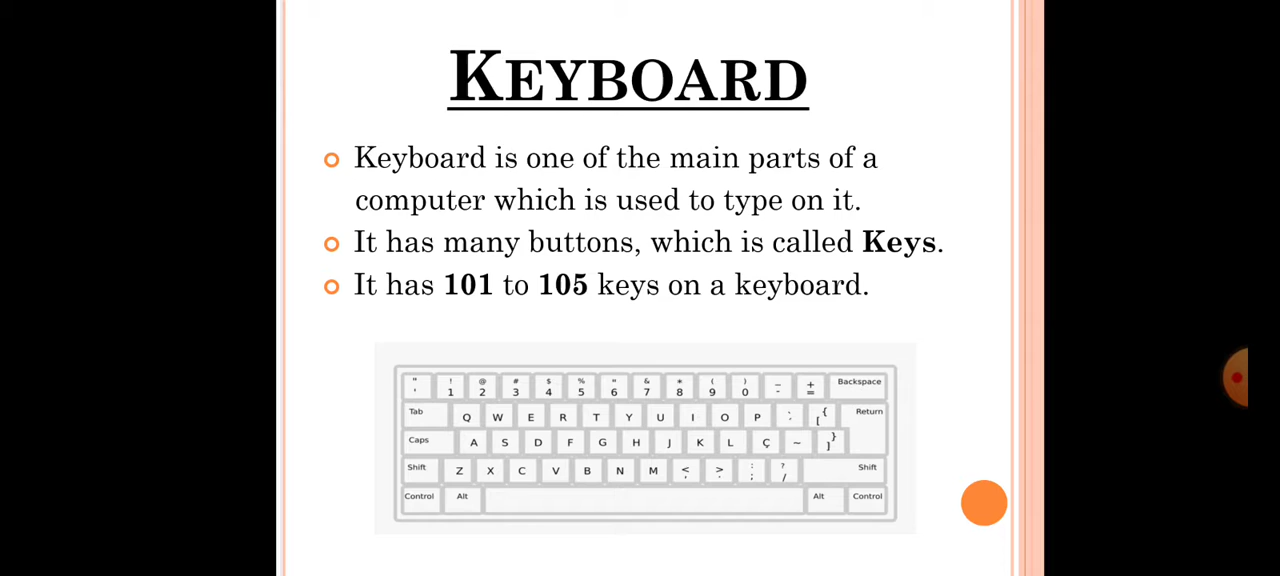 KEYBOARD
Keyboard is one of the main parts of a
computer which is used to type on it.
It has many buttons, which is called Keys.
It has 101 to 105 keys on a keyboard.
" ' ! 1 @ 2 # 3 $ 4 % 5 " 6 & 7 * 8 ( 9 ) 0 _ - + = Backspace
Tab Q W E R T Y U I O P ` ' { [ Return
Caps A S D F G H J K L Ç ~ } ]
Shift Z X C V B N M < , > . : ; ? / Shift
Control Alt Alt Control